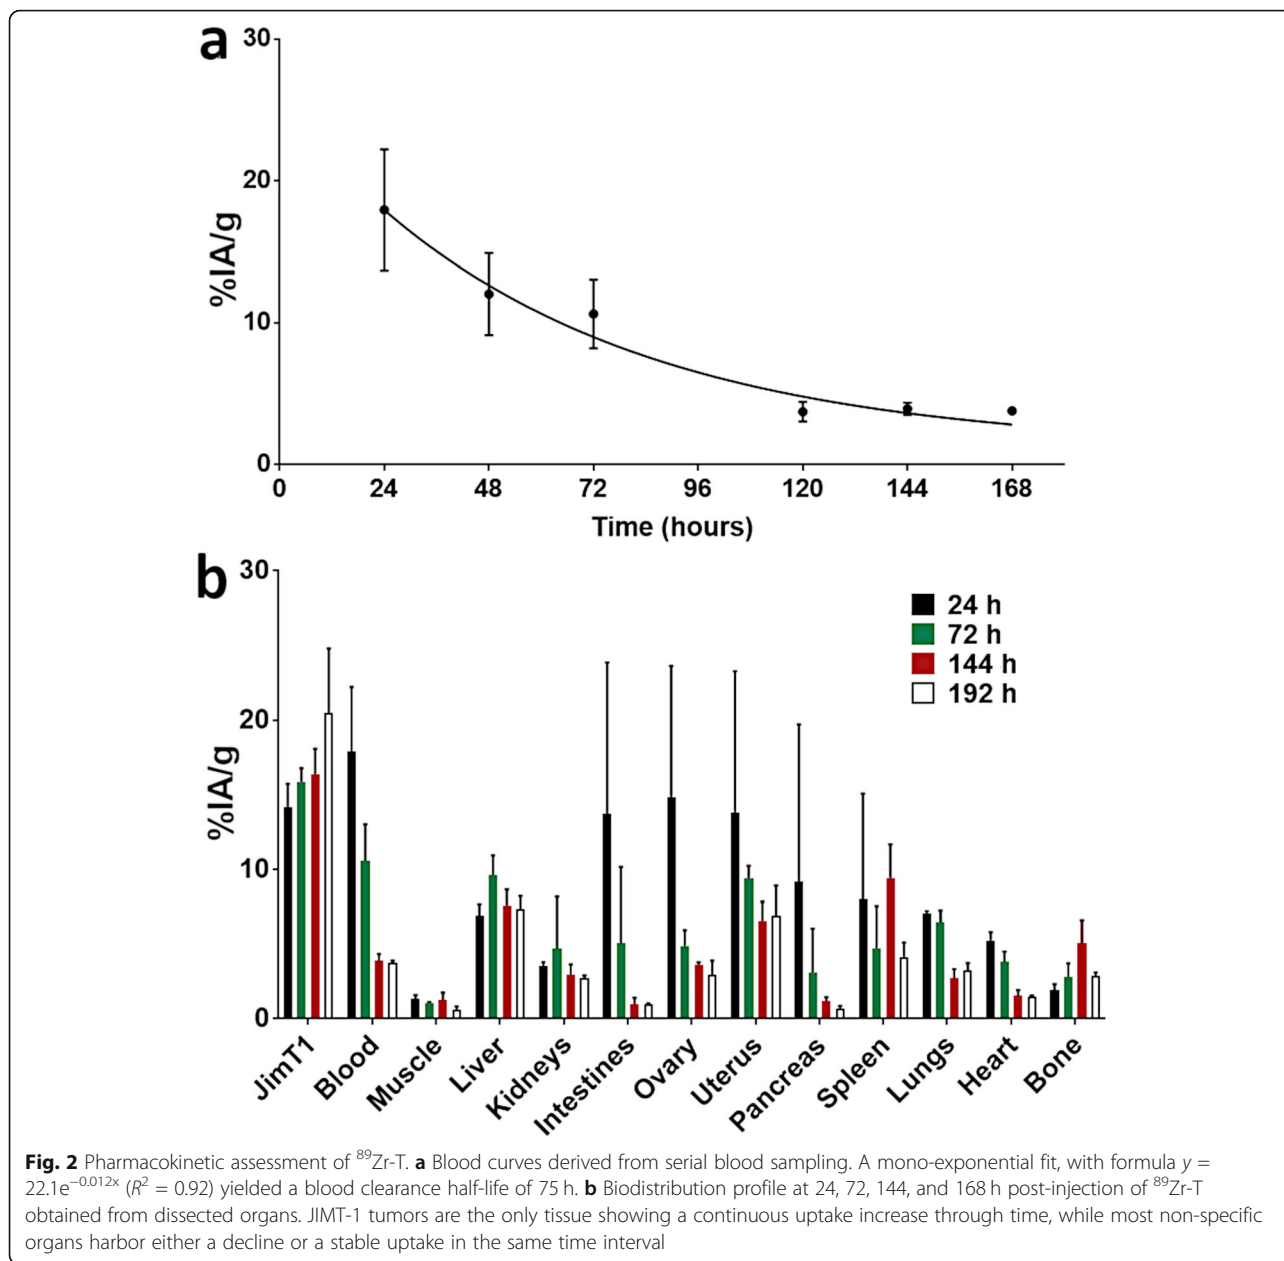 a
30
20
10
0
%IA/g
0 24 48 72 96 120 144 168
Time (hours)
b
30
20
10
0
%IA/g
24 h
72 h
144 h
192 h
JimT1 Blood Muscle Liver Kidneys Intestines Ovary Uterus Pancreas Spleen Lungs Heart Bone
Fig. 2 Pharmacokinetic assessment of ⁸⁹Zr-T. a Blood curves derived from serial blood sampling. A mono-exponential fit, with formula y =
22.1e⁻⁰·⁰¹²ˣ (R² = 0.92) yielded a blood clearance half-life of 75 h. b Biodistribution profile at 24, 72, 144, and 168 h post-injection of ⁸⁹Zr-T
obtained from dissected organs. JIMT-1 tumors are the only tissue showing a continuous uptake increase through time, while most non-specific
organs harbor either a decline or a stable uptake in the same time interval